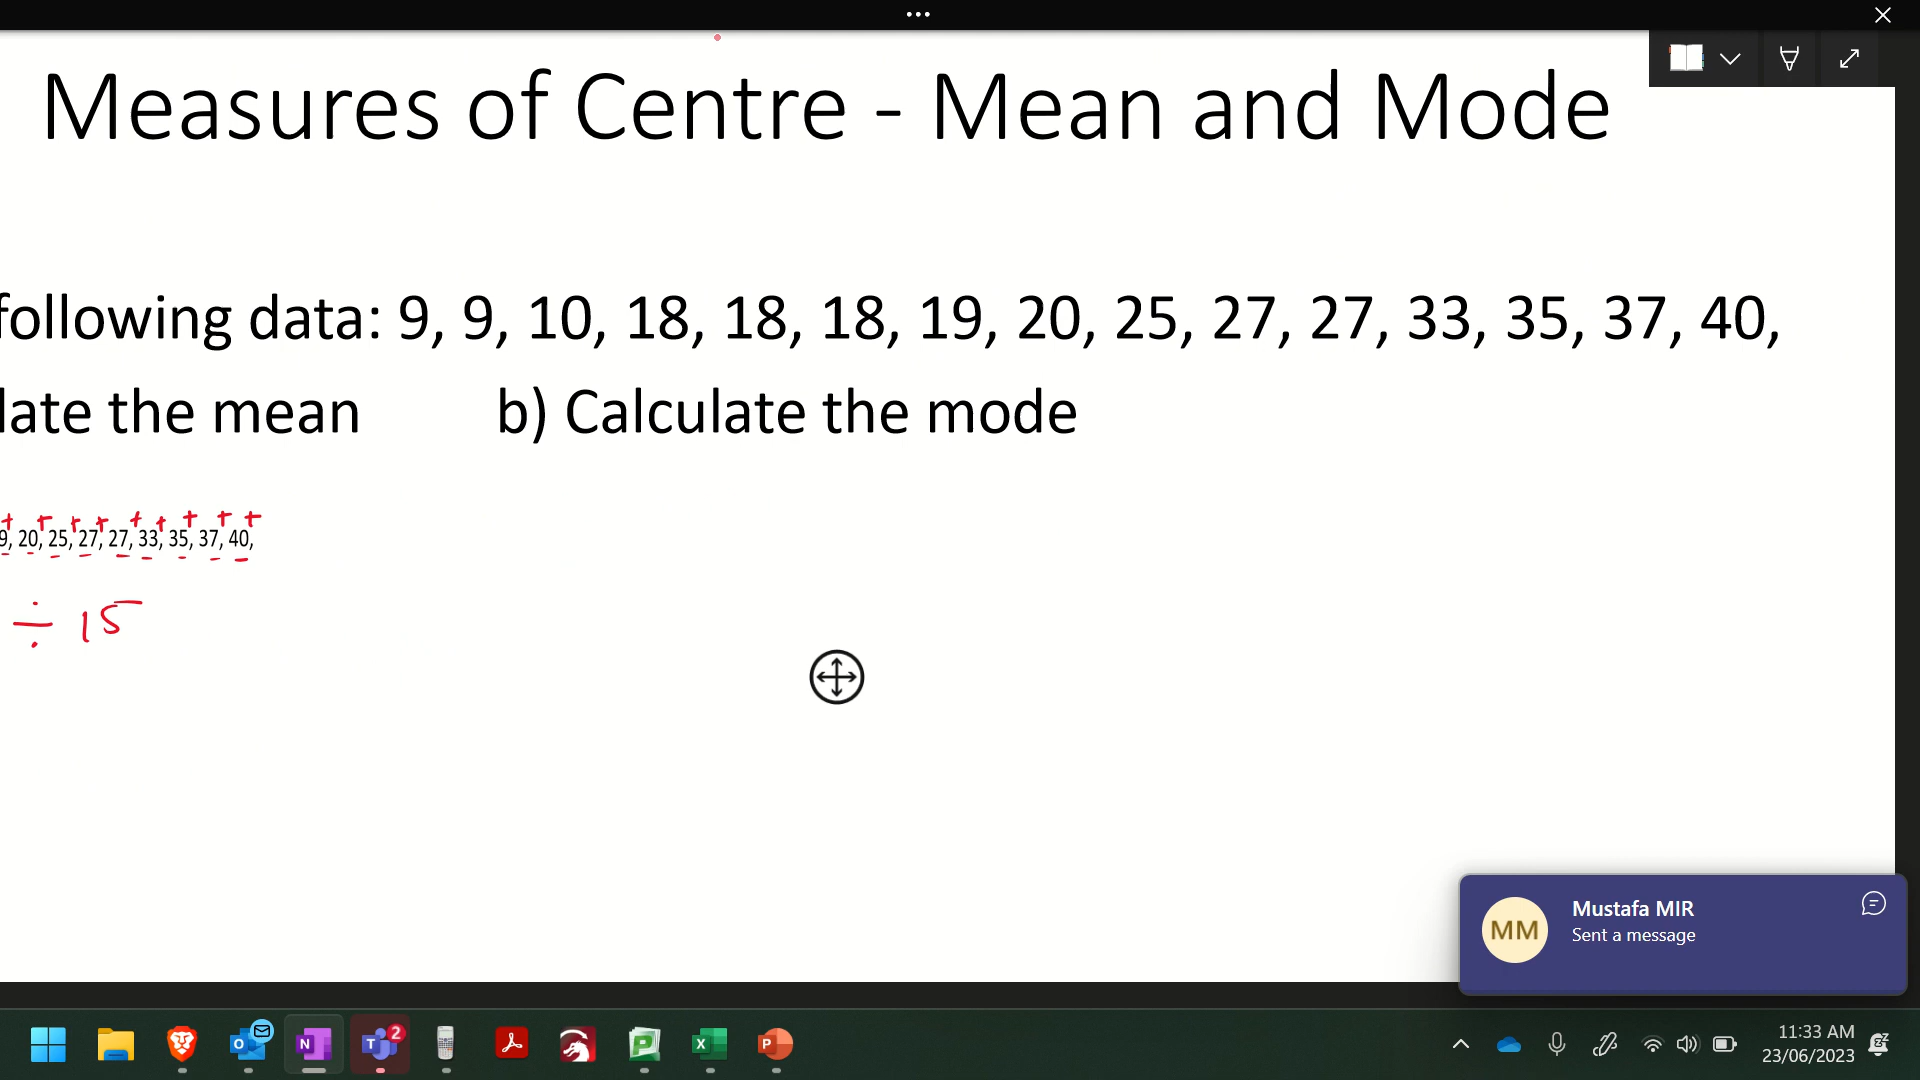 Measures of Centre - Mean and Mode
following data: 9, 9, 10, 18, 18, 18, 19, 20, 25, 27, 27, 33, 35, 37, 40,
late the mean b) Calculate the mode
+ + + + + + + + +
9, 20, 25, 27, 27, 33, 35, 37, 40,
÷ 15
MM
Mustafa MIR
Sent a message
2
11:33 AM
23/06/2023